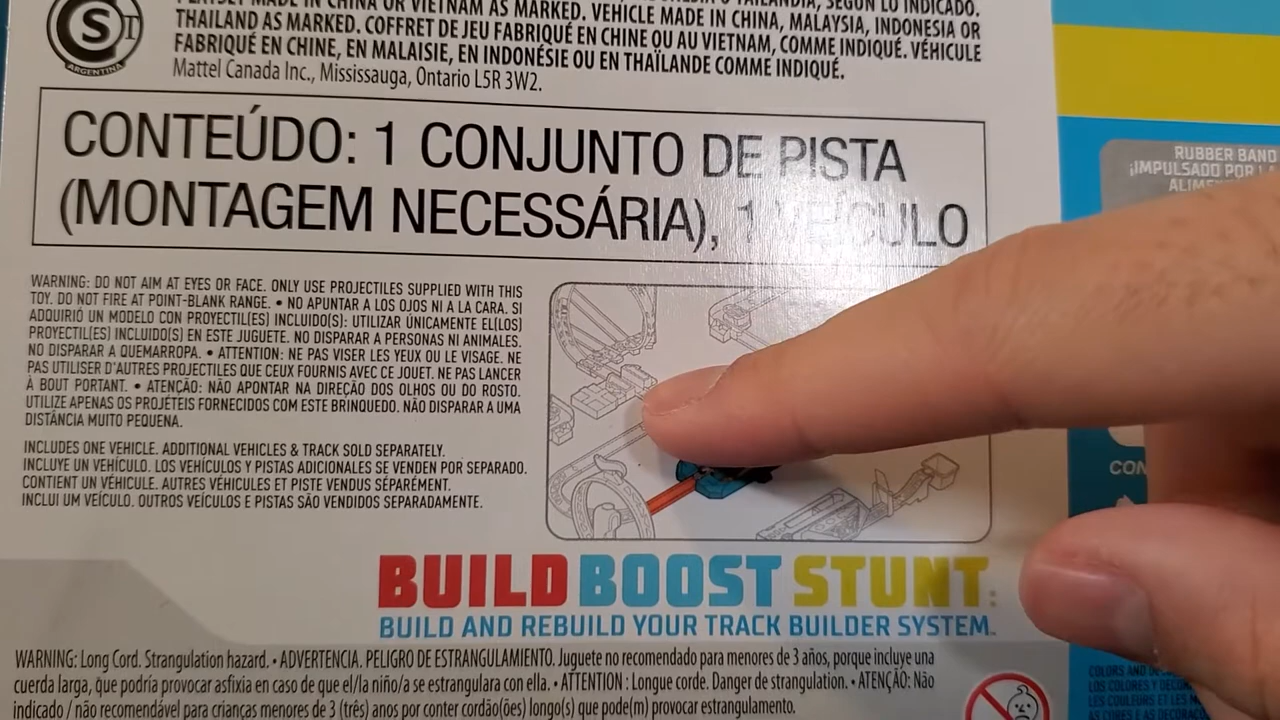 PLAYSET MADE IN CHINA OR VIETNAM AS MARKED. VEHICLE MADE IN CHINA, MALAYSIA, INDONESIA OR
THAILAND AS MARKED. COFFRET DE JEU FABRIQUÉ EN CHINE OU AU VIETNAM, COMME INDIQUÉ. VÉHICULE
FABRIQUÉ EN CHINE, EN MALAISIE, EN INDONÉSIE OU EN THAÏLANDE COMME INDIQUÉ.
Mattel Canada Inc., Mississauga, Ontario L5R 3W2.
S
ARGENTINA
CONTEÚDO: 1 CONJUNTO DE PISTA
(MONTAGEM NECESSÁRIA), 1 VEÍCULO
WARNING: DO NOT AIM AT EYES OR FACE. ONLY USE PROJECTILES SUPPLIED WITH THIS
TOY. DO NOT FIRE AT POINT-BLANK RANGE. • NO APUNTAR A LOS OJOS NI A LA CARA. SI
ADQUIRIÓ UN MODELO CON PROYECTIL(ES) INCLUIDO(S): UTILIZAR ÚNICAMENTE EL(LOS)
PROYECTIL(ES) INCLUIDO(S) EN ESTE JUGUETE. NO DISPARAR A PERSONAS NI ANIMALES.
NO DISPARAR A QUEMARROPA. • ATTENTION: NE PAS VISER LES YEUX OU LE VISAGE. NE
PAS UTILISER D'AUTRES PROJECTILES QUE CEUX FOURNIS AVEC CE JOUET. NE PAS LANCER
À BOUT PORTANT. • ATENÇÃO: NÃO APONTAR NA DIREÇÃO DOS OLHOS OU DO ROSTO.
UTILIZE APENAS OS PROJÉTEIS FORNECIDOS COM ESTE BRINQUEDO. NÃO DISPARAR A UMA
DISTÂNCIA MUITO PEQUENA.
INCLUDES ONE VEHICLE. ADDITIONAL VEHICLES & TRACK SOLD SEPARATELY.
INCLUYE UN VEHÍCULO. LOS VEHÍCULOS Y PISTAS ADICIONALES SE VENDEN POR SEPARADO.
CONTIENT UN VÉHICULE. AUTRES VÉHICULES ET PISTE VENDUS SÉPARÉMENT.
INCLUI UM VEÍCULO. OUTROS VEÍCULOS E PISTAS SÃO VENDIDOS SEPARADAMENTE.
BUILD BOOST STUNT:
BUILD AND REBUILD YOUR TRACK BUILDER SYSTEM™
WARNING: Long Cord. Strangulation hazard. • ADVERTENCIA. PELIGRO DE ESTRANGULAMIENTO. Juguete no recomendado para menores de 3 años, porque incluye una
cuerda larga, que podría provocar asfixia en caso de que el/la niño/a se estrangulara con ella. • ATTENTION : Longue corde. Danger de strangulation. • ATENÇÃO: Não
indicado / não recomendável para crianças menores de 3 (três) anos por conter cordão(ões) longo(s) que pode(m) provocar estrangulamento.
RUBBER BAND
¡IMPULSADO POR
CON
COLORS AND
LOS COLORES Y
LES COULEURS ET
AS CORES E AS